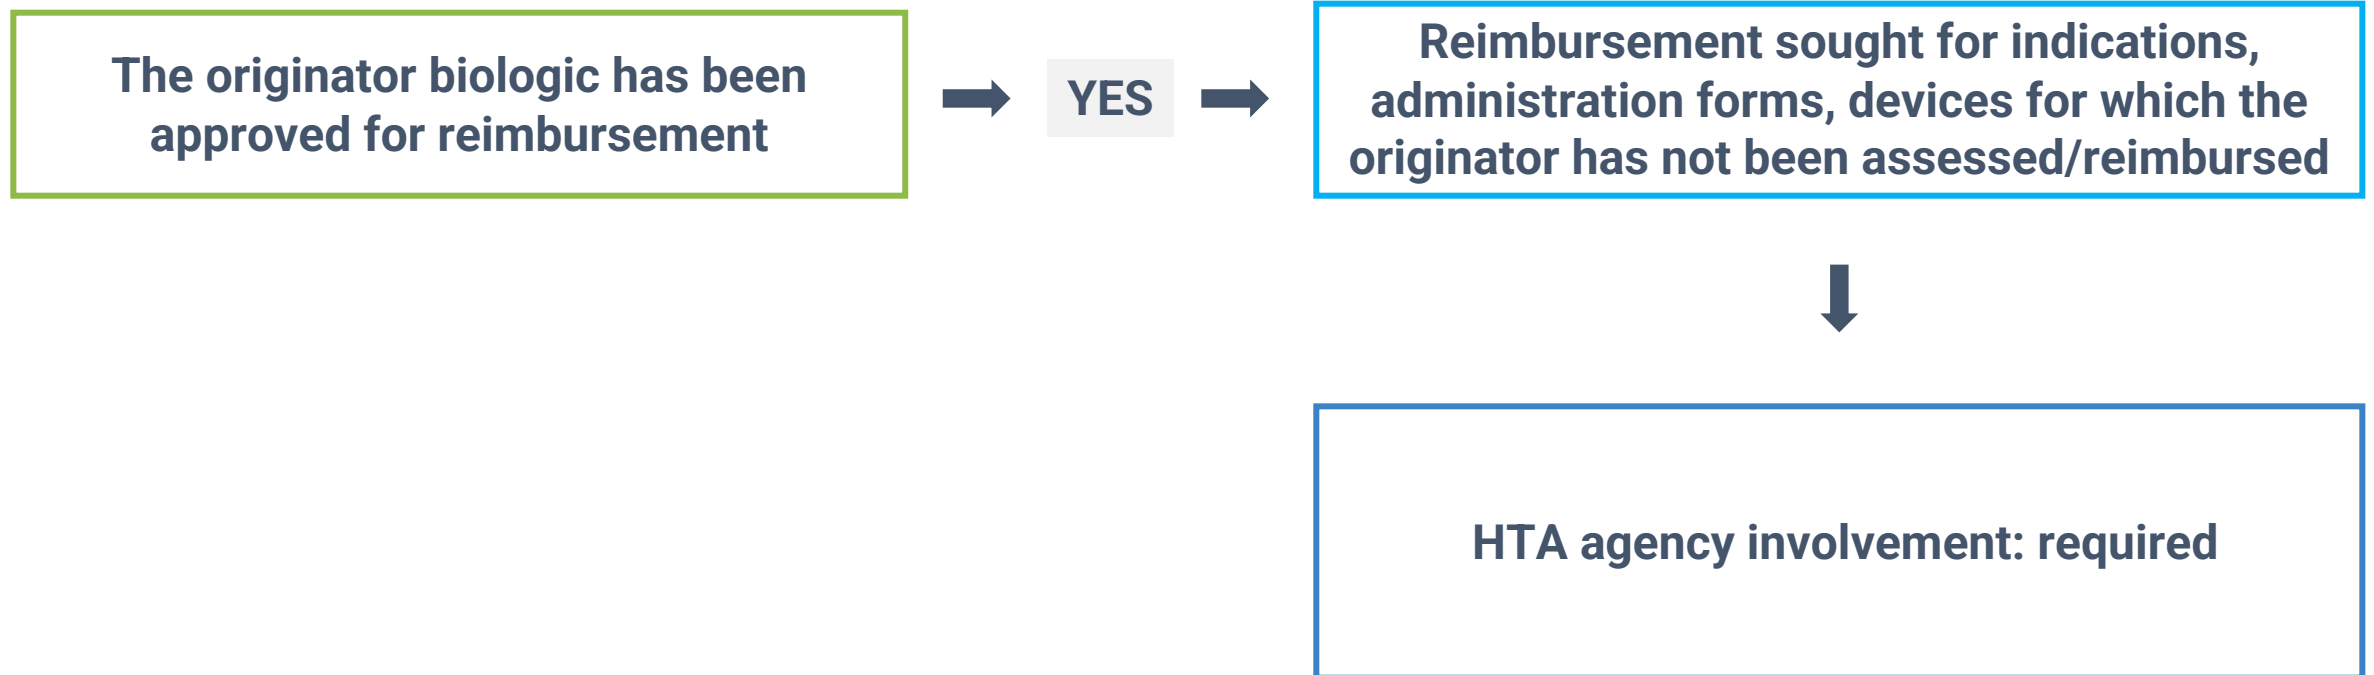 The originator biologic has been
approved for reimbursement
YES
Reimbursement sought for indications,
administration forms, devices for which the
originator has not been assessed/reimbursed
HTA agency involvement: required